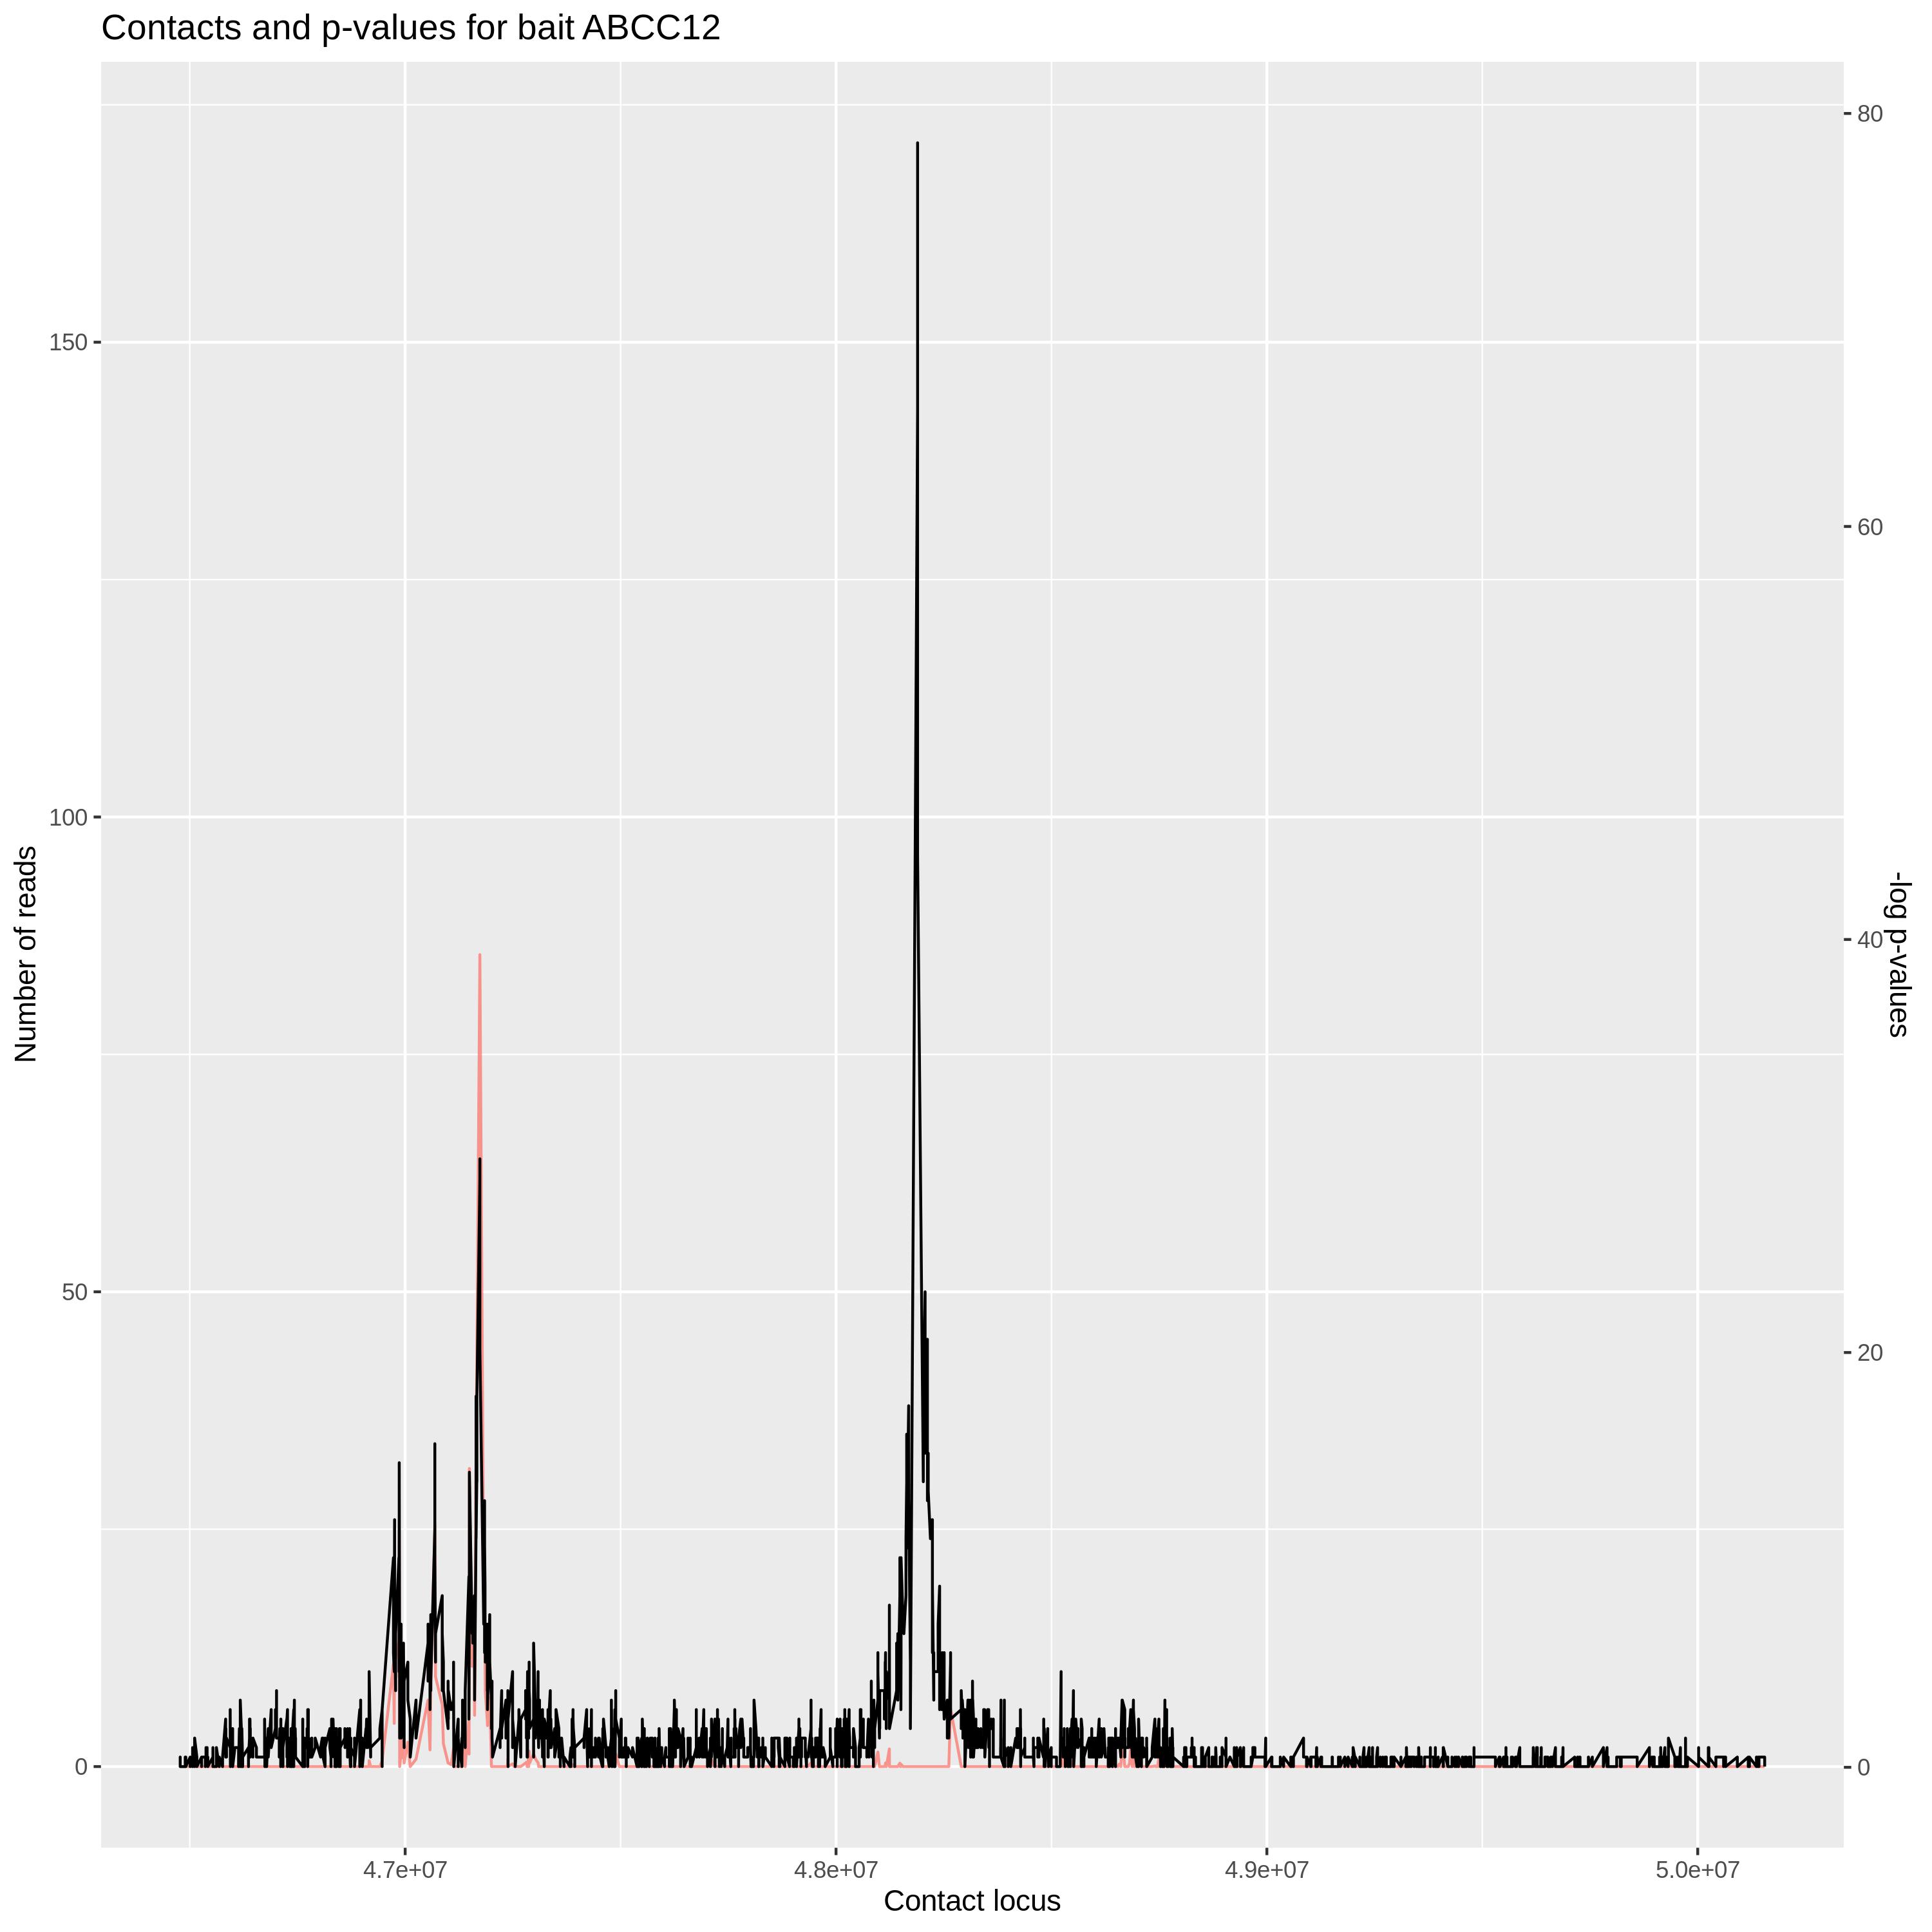 Contacts and p-values for bait ABCC12
150
100
50
0
Number of reads
80
60
40
20
0
-log p-values
4.7e+07
4.8e+07
4.9e+07
5.0e+07
Contact locus